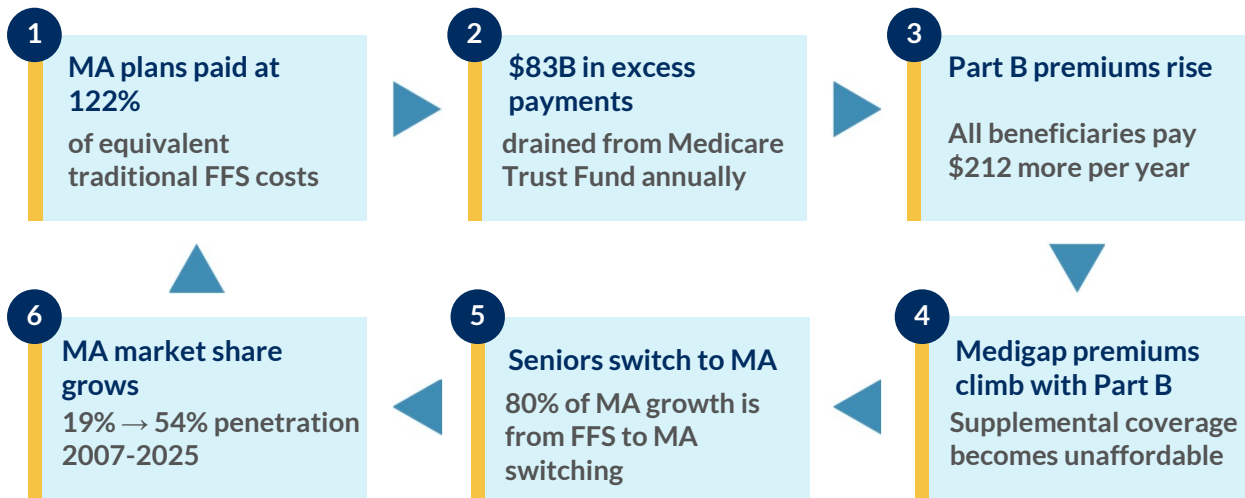 1
MA plans paid at
122%
of equivalent
traditional FFS costs
2
$83B in excess
payments
drained from Medicare
Trust Fund annually
3
Part B premiums rise
All beneficiaries pay
$212 more per year
4
Medigap premiums
climb with Part B
Supplemental coverage
becomes unaffordable
5
Seniors switch to MA
80% of MA growth is
from FFS to MA
switching
6
MA market share
grows
19% → 54% penetration
2007-2025